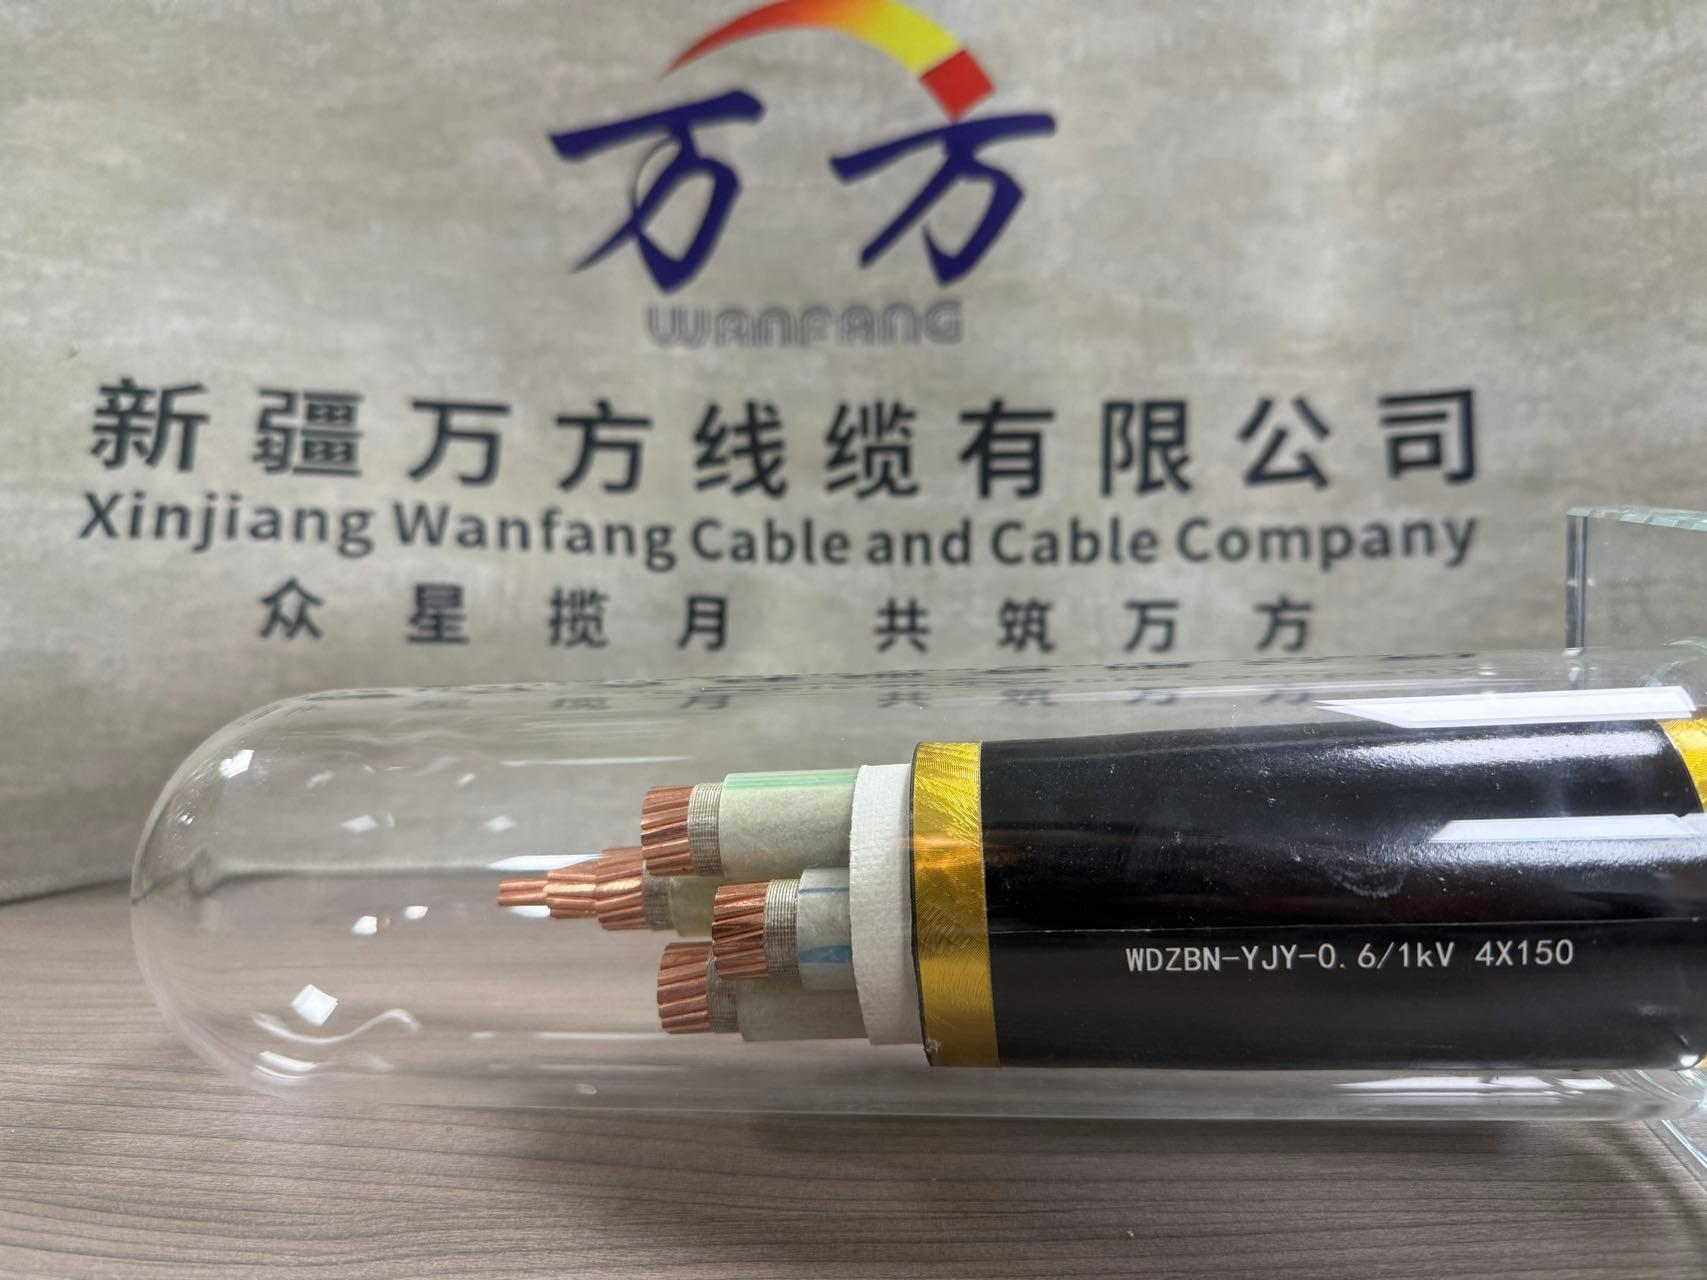 万方
WANFANG
新疆万方线缆有限公司
Xinjiang Wanfang Cable and Cable Company
众星揽月 共筑万方
WDZBN-YJY-0.6/1kV 4X150